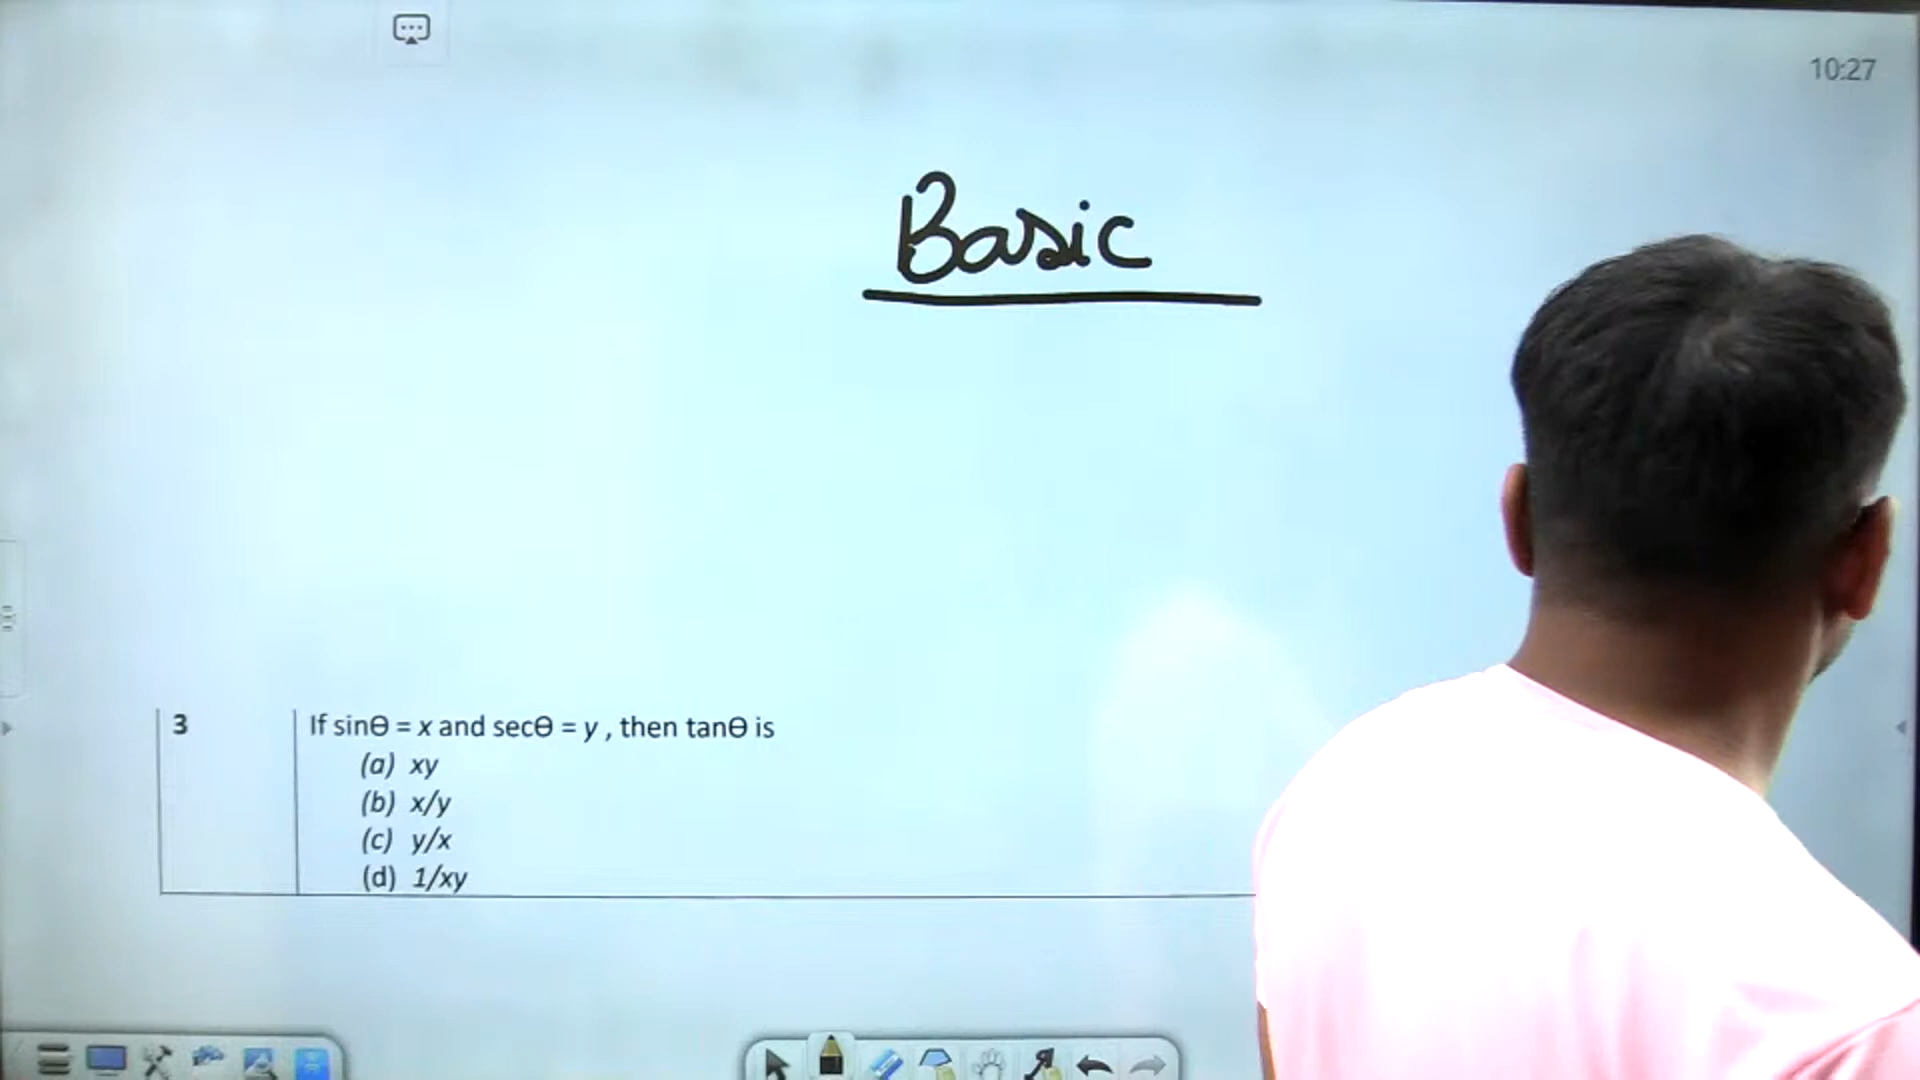 10:27
Basic
3 If sinθ = x and secθ = y , then tanθ is
(a) xy
(b) x/y
(c) y/x
(d) 1/xy